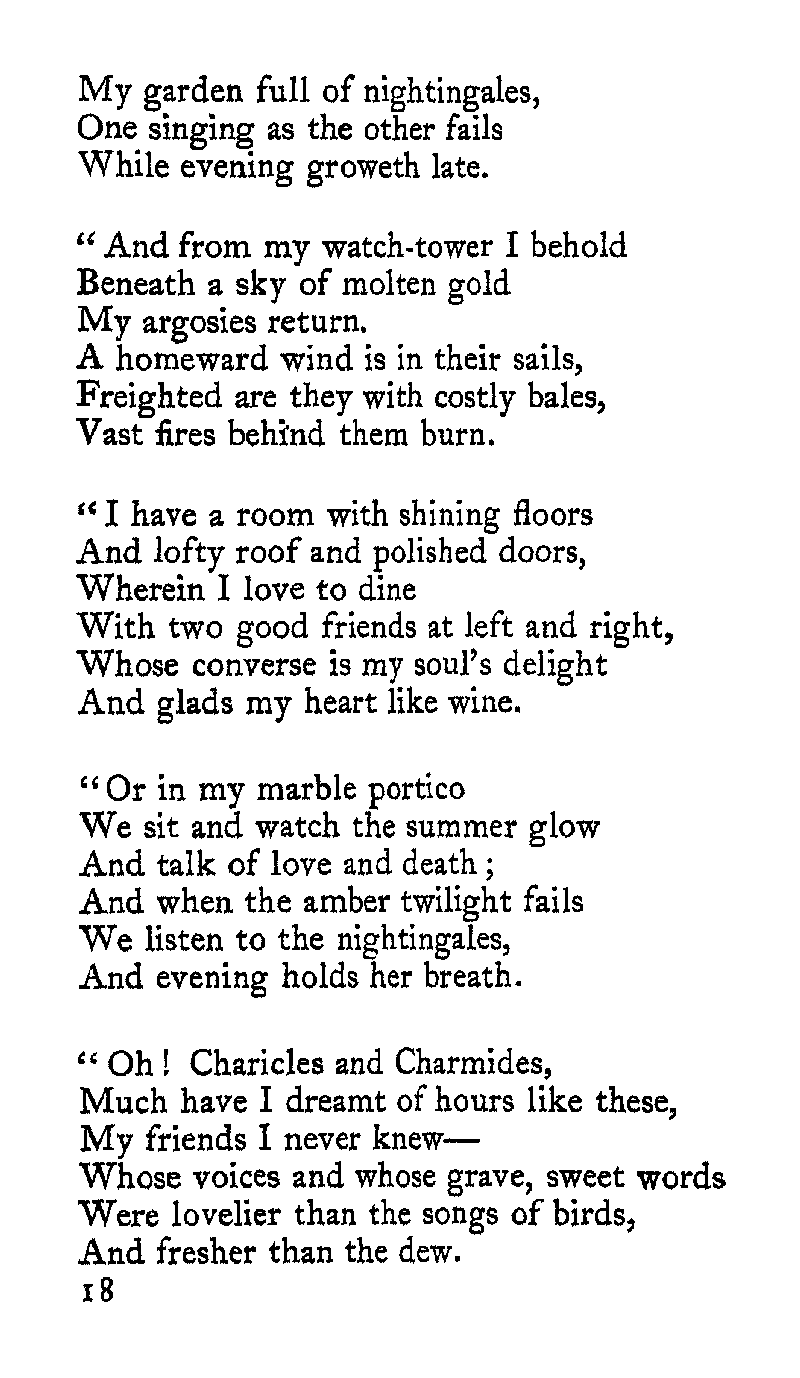 My garden full of nightingales,
One singing as the other fails
While evening groweth late.
“ And from my watch-tower I behold
Beneath a sky of molten gold
My argosies return.
A homeward wind is in their sails,
Freighted are they with costly bales,
Vast fires behind them burn.
“ I have a room with shining floors
And lofty roof and polished doors,
Wherein I love to dine
With two good friends at left and right,
Whose converse is my soul’s delight
And glads my heart like wine.
“ Or in my marble portico
We sit and watch the summer glow
And talk of love and death ;
And when the amber twilight fails
We listen to the nightingales,
And evening holds her breath.
“ Oh ! Charicles and Charmides,
Much have I dreamt of hours like these,
My friends I never knew—
Whose voices and whose grave, sweet words
Were lovelier than the songs of birds,
And fresher than the dew.
18